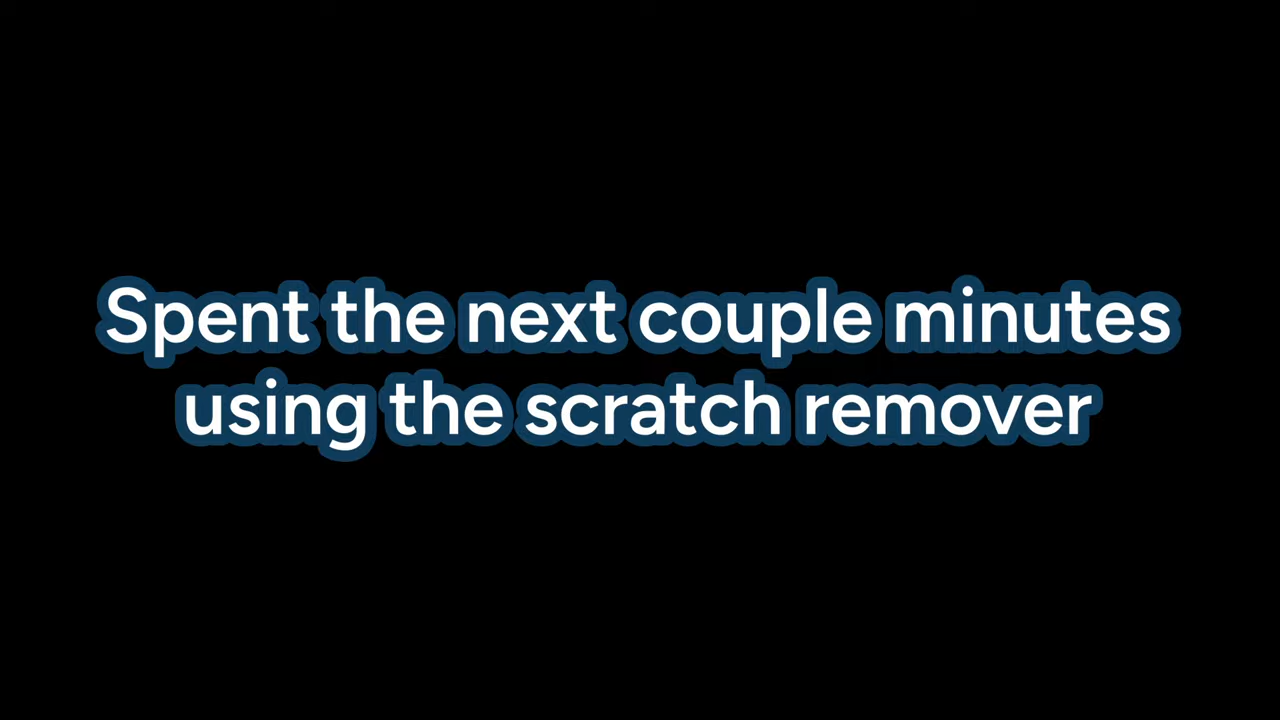 Spent the next couple minutes
using the scratch remover